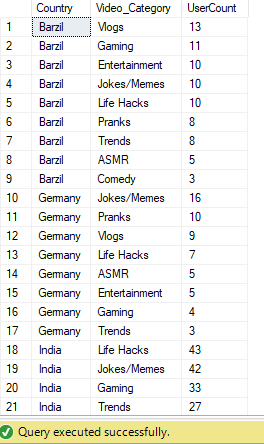 Country Video_Category UserCount
1 Barzil Vlogs 13
2 Barzil Gaming 11
3 Barzil Entertainment 10
4 Barzil Jokes/Memes 10
5 Barzil Life Hacks 10
6 Barzil Pranks 8
7 Barzil Trends 8
8 Barzil ASMR 5
9 Barzil Comedy 3
10 Germany Jokes/Memes 16
11 Germany Pranks 10
12 Germany Vlogs 9
13 Germany Life Hacks 7
14 Germany ASMR 5
15 Germany Entertainment 5
16 Germany Gaming 4
17 Germany Trends 3
18 India Life Hacks 43
19 India Jokes/Memes 42
20 India Gaming 33
21 India Trends 27
Query executed successfully.